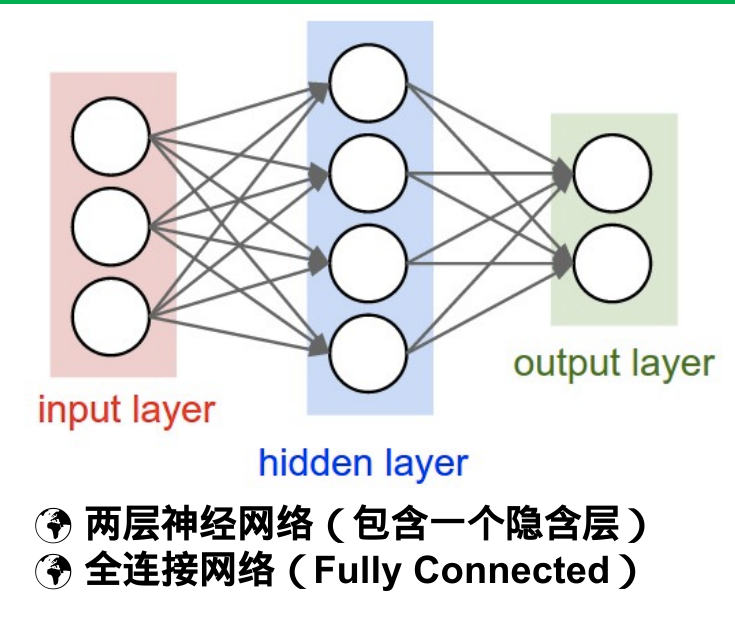 input layer
hidden layer
output layer
两层神经网络（包含一个隐含层）
全连接网络（Fully Connected）